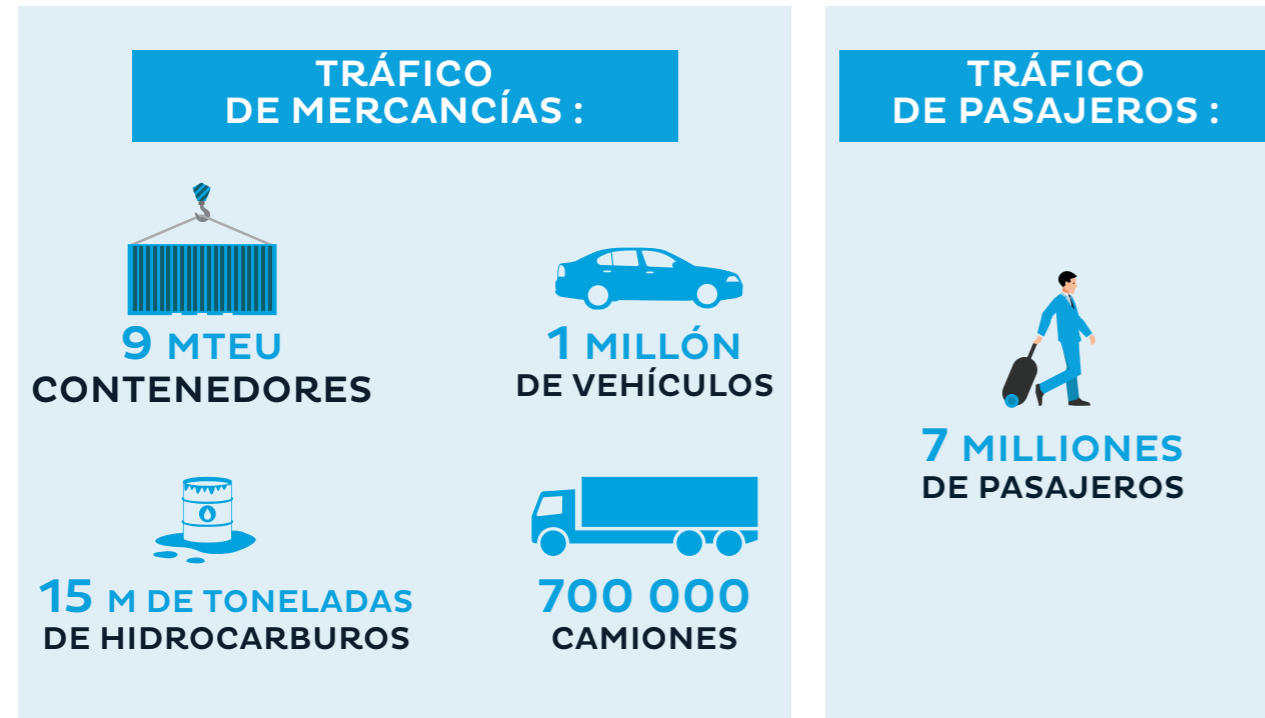 TRÁFICO
DE MERCANCÍAS :
9 MTEU
CONTENEDORES
1 MILLÓN
DE VEHÍCULOS
15 M DE TONELADAS
DE HIDROCARBUROS
700 000
CAMIONES
TRÁFICO
DE PASAJEROS :
7 MILLIONES
DE PASAJEROS